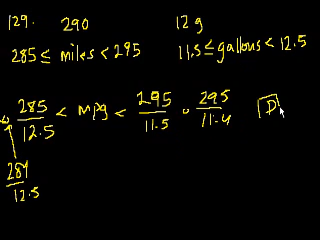 129. 290 12 g
285 ≤ miles < 295 11.5 ≤ gallons < 12.5
285/12.5 < mpg < 295/11.5 295/11.4 D
284/12.5